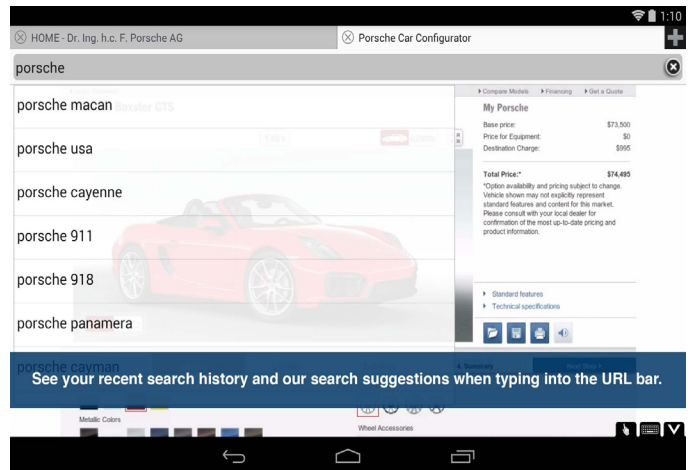 1:10
HOME - Dr. Ing. h.c. F. Porsche AG
Porsche Car Configurator
porsche
Compare Models Financing Get a Quote
porsche macan
Boxster GTS
My Porsche
Base price: $73,500
Price for Equipment: $0
Destination Charge: $995
porsche usa
Total Price:* $74,495
*Option availability and pricing subject to change.
Vehicle shown may not explicitly represent
standard features and content for this market.
Please consult with your local dealer for
confirmation of the most up-to-date pricing and
product information.
porsche cayenne
porsche 911
porsche 918
Standard features
Technical specifications
porsche panamera
porsche cayman
Summary
See your recent search history and our search suggestions when typing into the URL bar.
Metallic Colors
Wheel Accessories